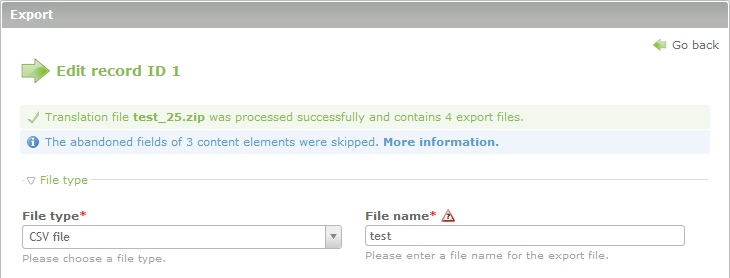 Export
Go back
Edit record ID 1
Translation file test_25.zip was processed successfully and contains 4 export files.
The abandoned fields of 3 content elements were skipped. More information.
File type
File type* File name*
CSV file test
Please choose a file type. Please enter a file name for the export file.